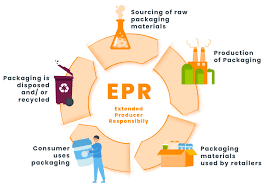 Sourcing of raw
packaging
materials
Production
of Packaging
Packaging
materials
used by retailers
Consumer
uses
packaging
Packaging is
disposed
and/ or
recycled
EPR
Extended
Producer
Responsibily